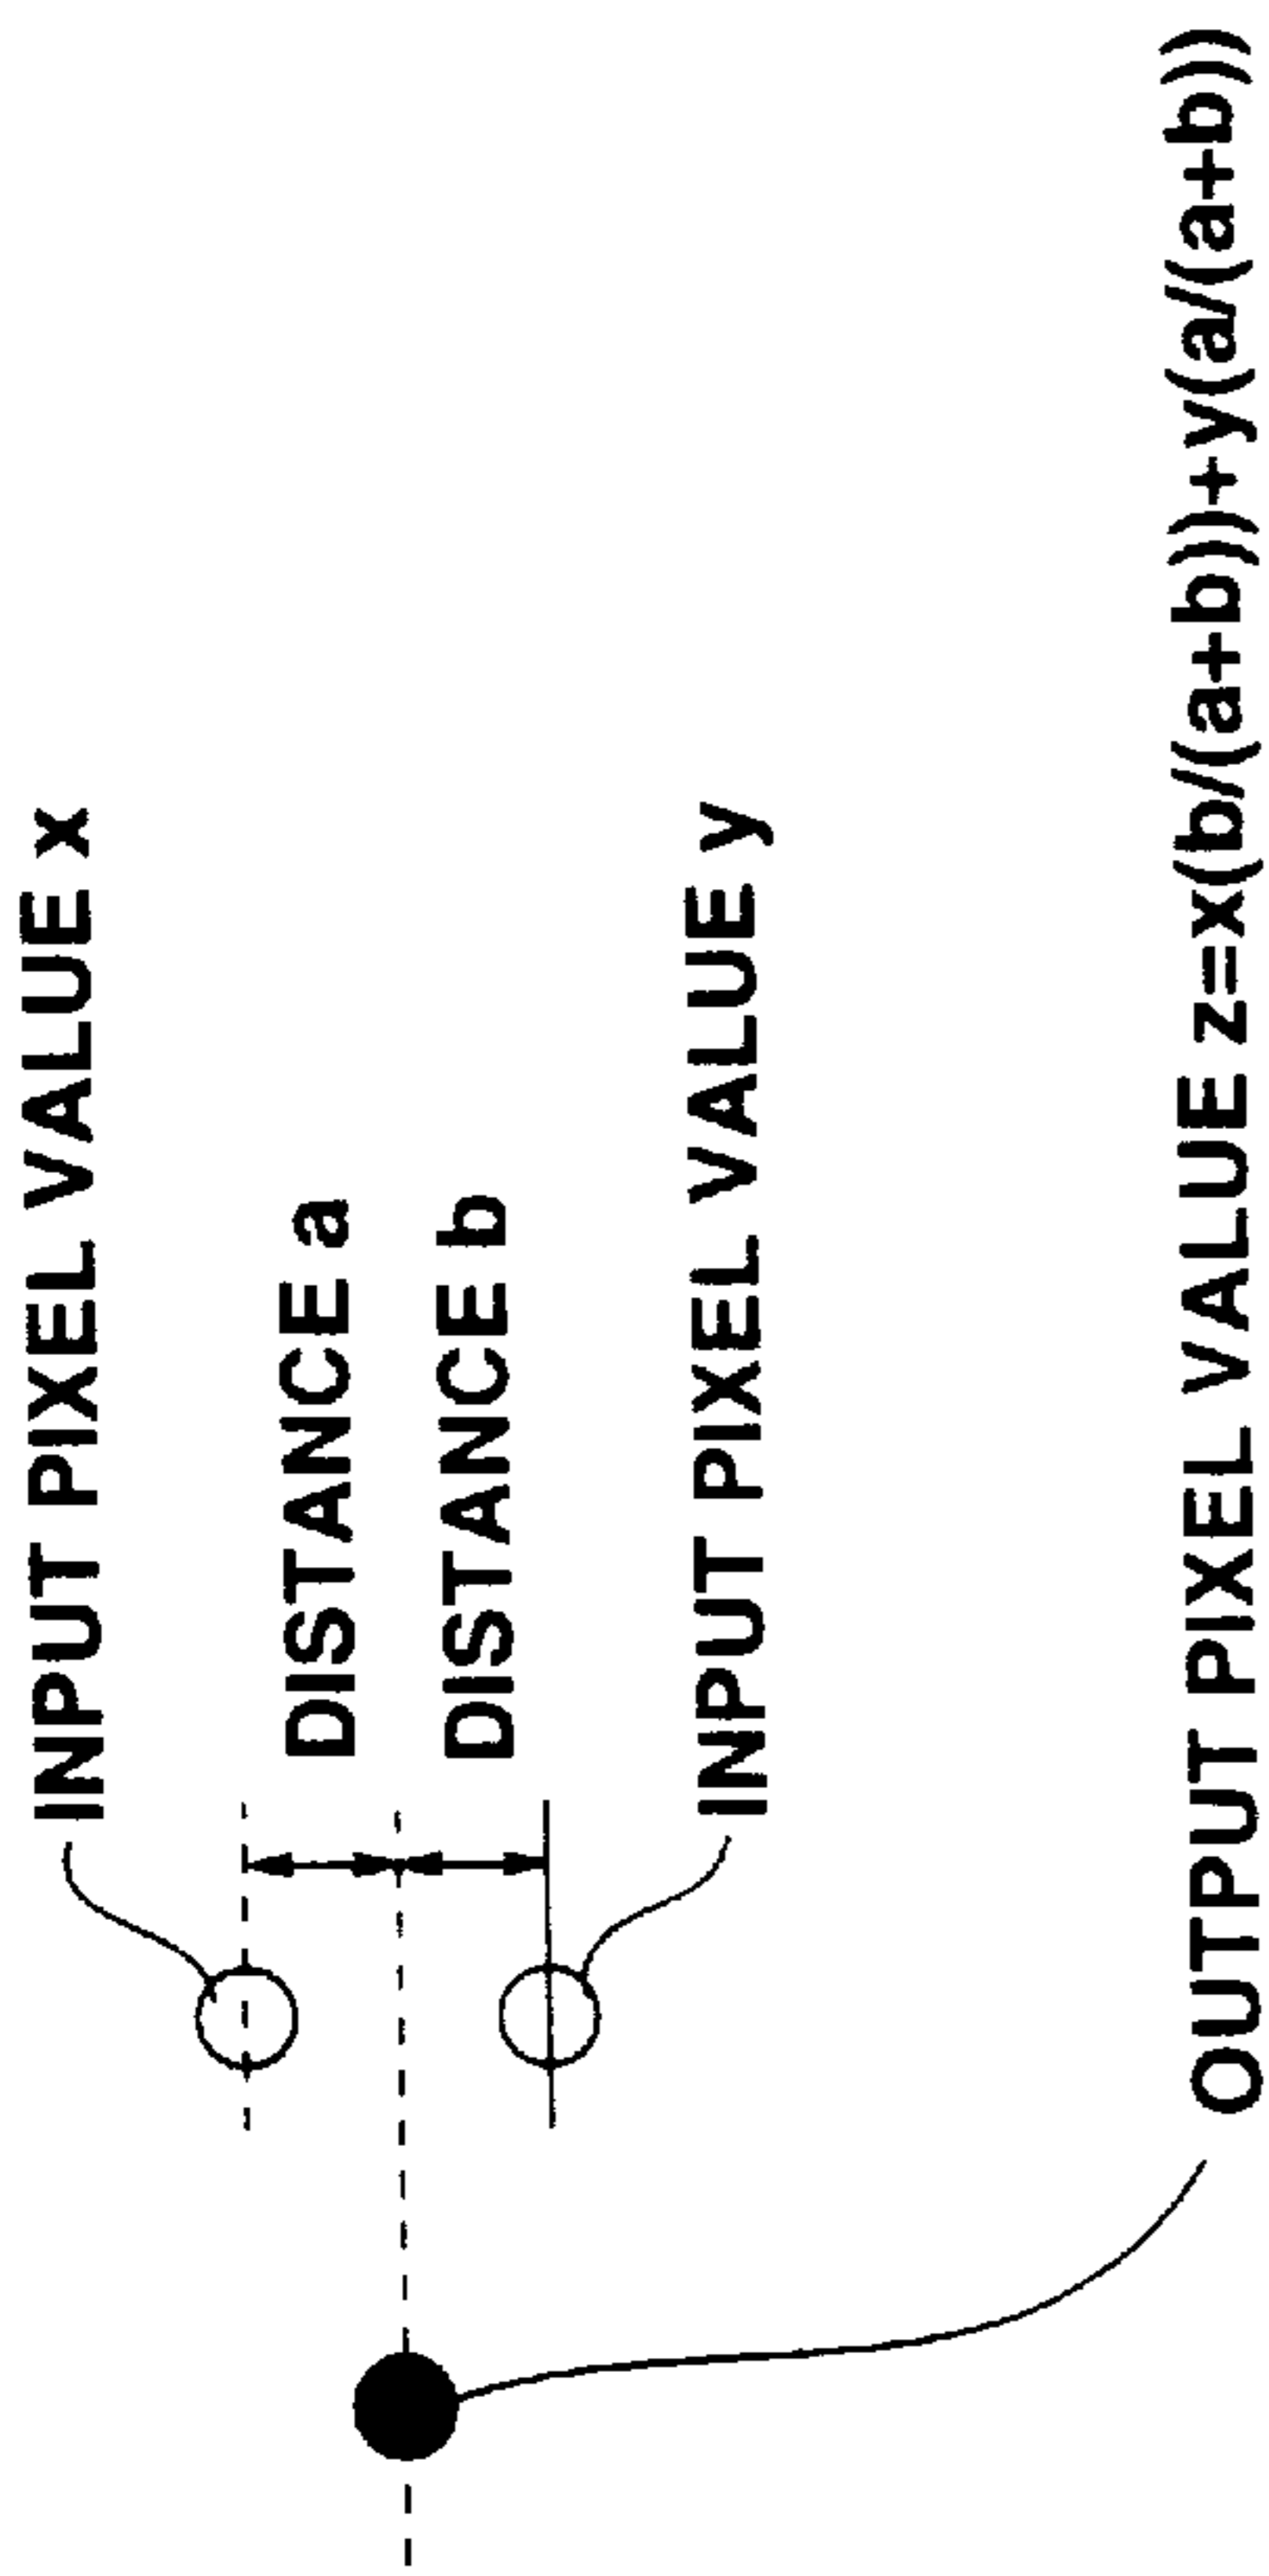 INPUT PIXEL VALUE x
DISTANCE a
DISTANCE b
INPUT PIXEL VALUE y
OUTPUT PIXEL VALUE z=x(b/(a+b))+y(a/(a+b))